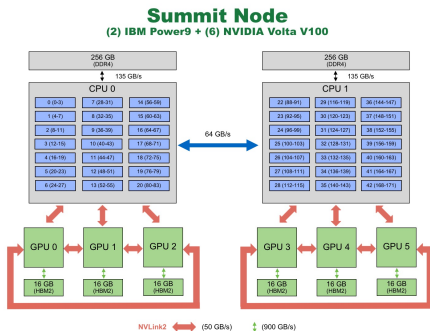 Summit Node
(2) IBM Power9 + (6) NVIDIA Volta V100
256 GB
(DDR4)
256 GB
(DDR4)
135 GB/s
135 GB/s
CPU 0
0 (0-3) 7 (28-31) 14 (56-59)
1 (4-7) 8 (32-35) 15 (60-63)
2 (8-11) 9 (36-39) 16 (64-67)
3 (12-15) 10 (40-43) 17 (68-71)
4 (16-19) 11 (44-47) 18 (72-75)
5 (20-23) 12 (48-51) 19 (76-79)
6 (24-27) 13 (52-55) 20 (80-83)
64 GB/s
CPU 1
22 (88-91) 29 (116-119) 36 (144-147)
23 (92-95) 30 (120-123) 37 (148-151)
24 (96-99) 31 (124-127) 38 (152-155)
25 (100-103) 32 (128-131) 39 (156-159)
26 (104-107) 33 (132-135) 40 (160-163)
27 (108-111) 34 (136-139) 41 (164-167)
28 (112-115) 35 (140-143) 42 (168-171)
GPU 0 GPU 1 GPU 2 GPU 3 GPU 4 GPU 5
16 GB 16 GB 16 GB 16 GB 16 GB 16 GB
(HBM2) (HBM2) (HBM2) (HBM2) (HBM2) (HBM2)
NVLink2 (50 GB/s) (900 GB/s)